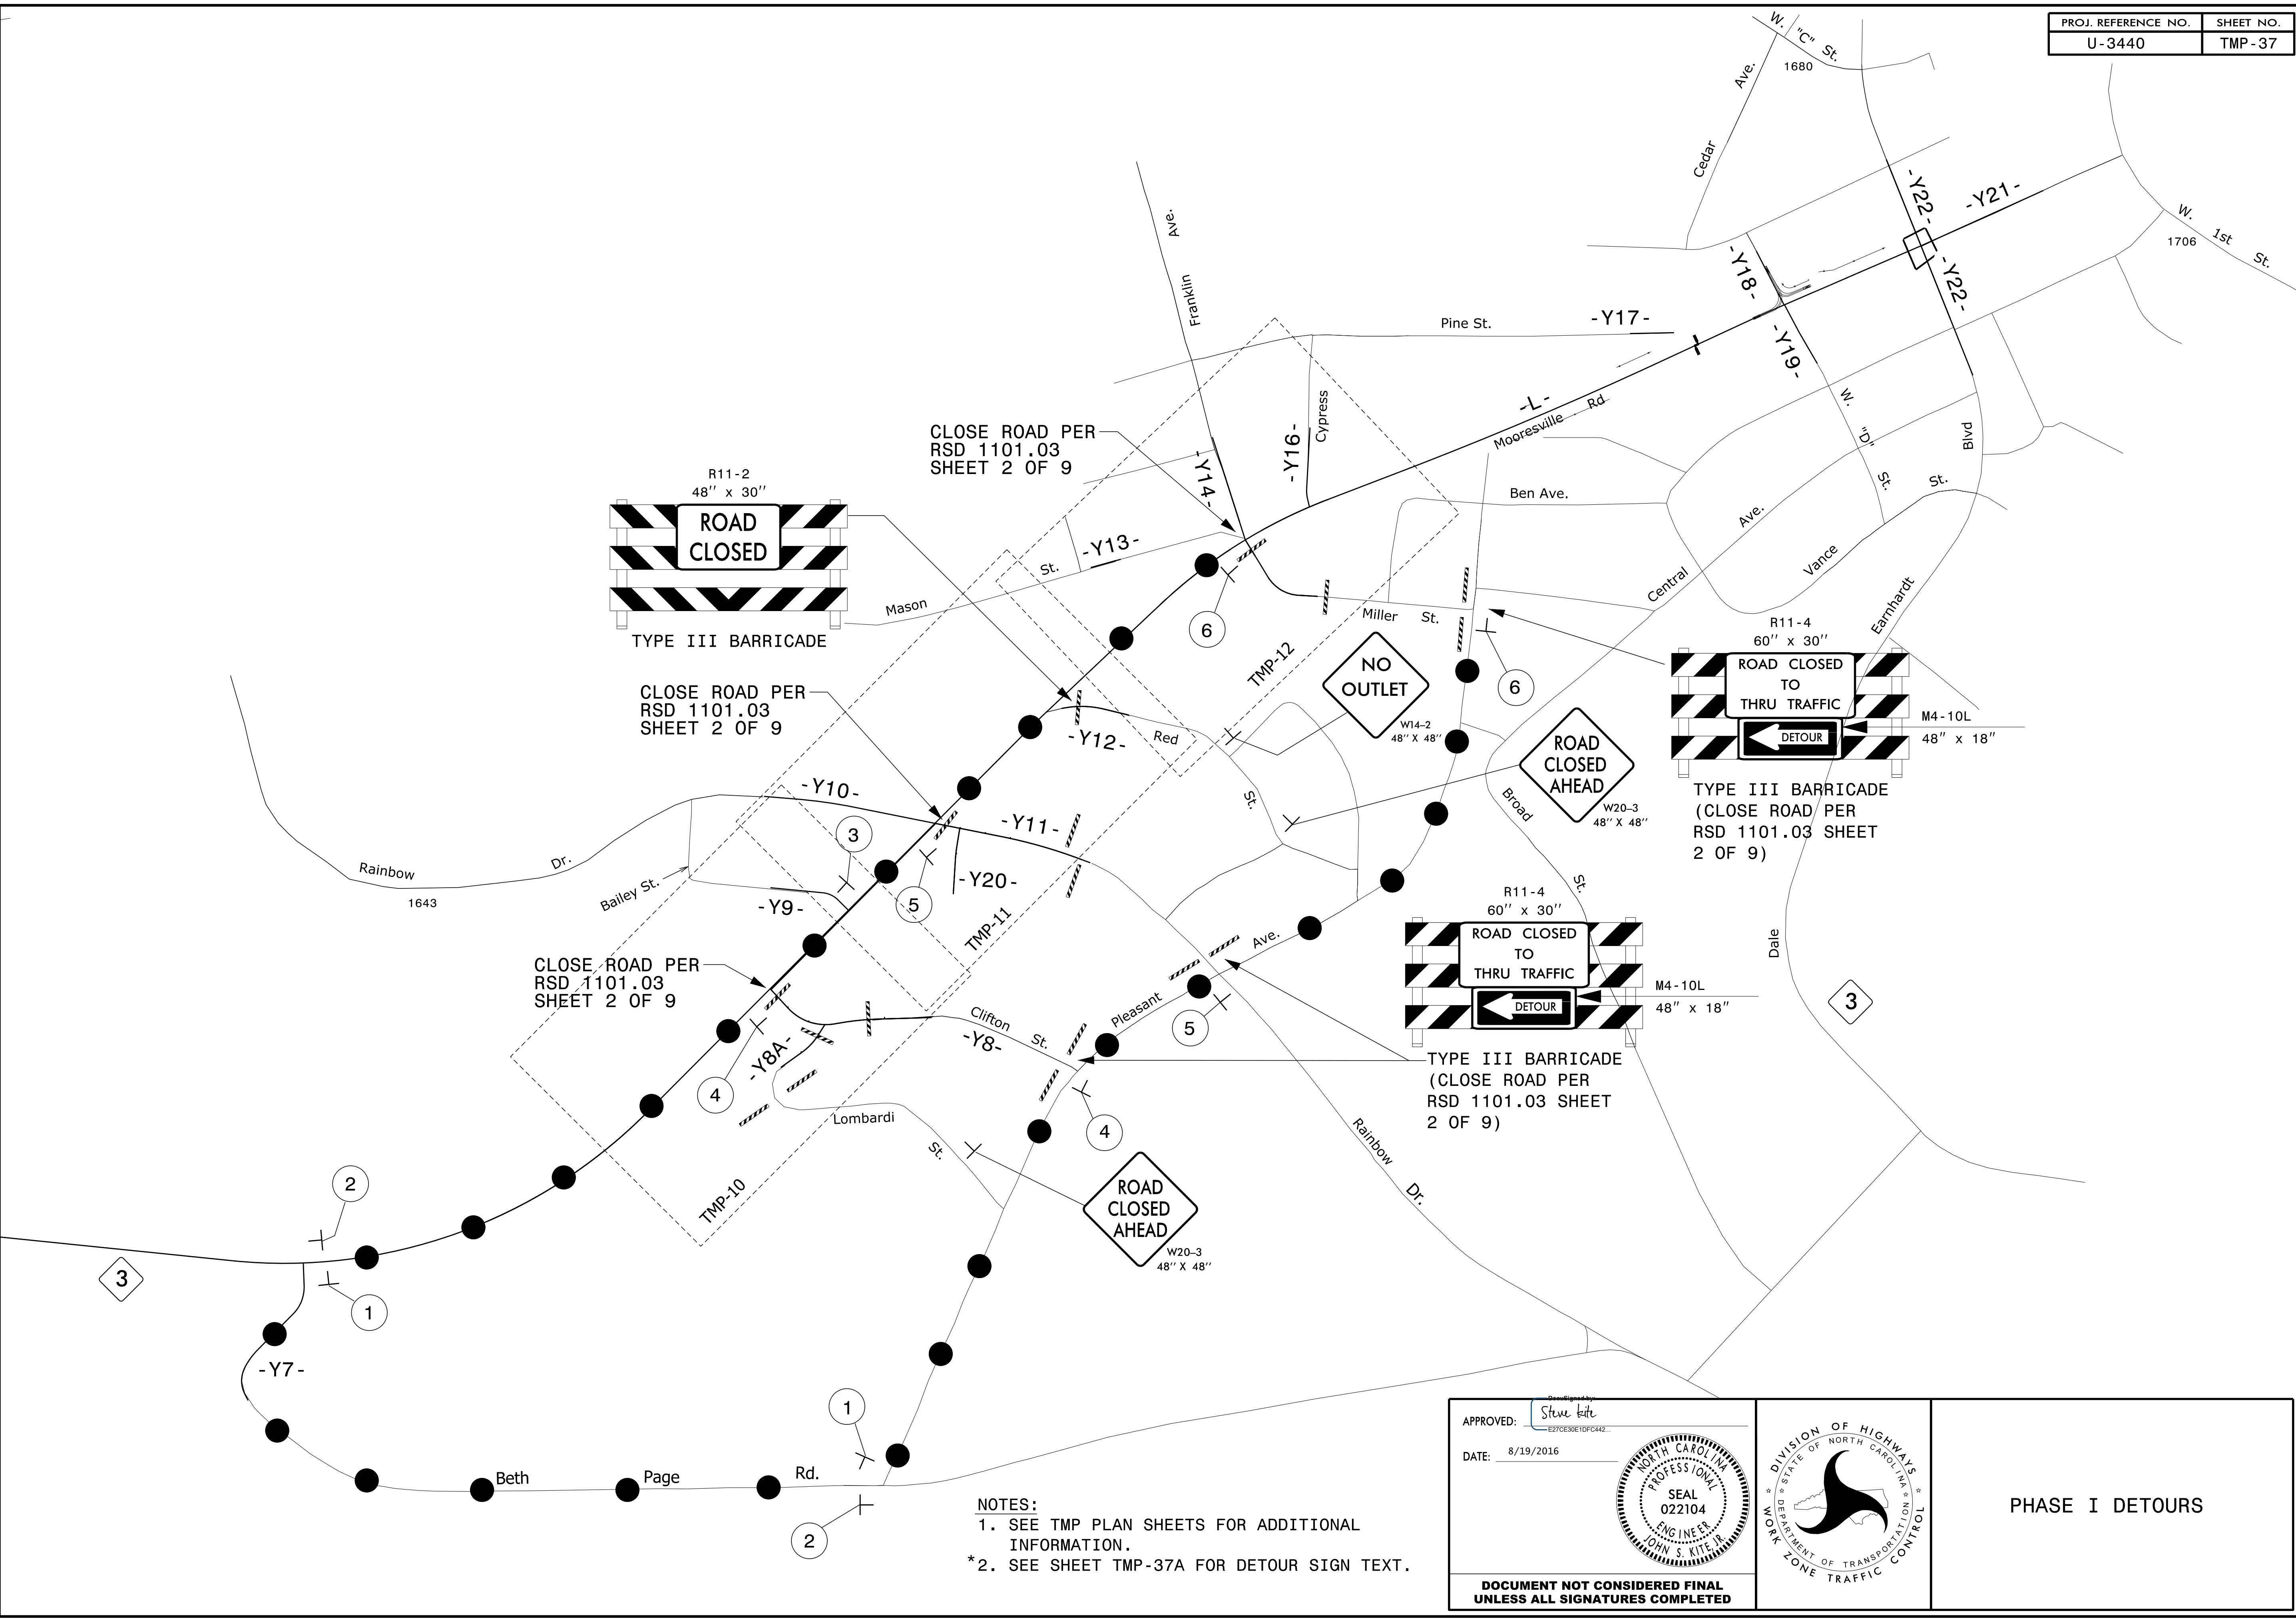 PROJ. REFERENCE NO.
SHEET NO.
U-3440
TMP-37
W. "C" St.
1680
Cedar Ave.
-Y22-
-Y21-
W. 1st St.
1706
-Y18-
-Y22-
Franklin Ave.
Pine St.
-Y17-
-Y19-
W. "D" St.
-L-
Mooresville Rd
Cypress
-Y16-
-Y14-
CLOSE ROAD PER
RSD 1101.03
SHEET 2 OF 9
R11-2
48" x 30"
ROAD
CLOSED
TYPE III BARRICADE
Blvd
Ben Ave.
St.
Vance
Central Ave.
-Y13-
Mason St.
6
Miller St.
Earnhardt
TMP-12
NO
OUTLET
W14-2
48" X 48"
6
R11-4
60" x 30"
ROAD CLOSED
TO
THRU TRAFFIC
DETOUR
M4-10L
48" x 18"
TYPE III BARRICADE
(CLOSE ROAD PER
RSD 1101.03 SHEET
2 OF 9)
CLOSE ROAD PER
RSD 1101.03
SHEET 2 OF 9
-Y12-
Red St.
ROAD
CLOSED
AHEAD
W20-3
48" X 48"
Broad St.
-Y10-
3
-Y11-
Rainbow Dr.
1643
Bailey St.
-Y9-
-Y20-
5
TMP-11
R11-4
60" x 30"
ROAD CLOSED
TO
THRU TRAFFIC
DETOUR
M4-10L
48" x 18"
TYPE III BARRICADE
(CLOSE ROAD PER
RSD 1101.03 SHEET
2 OF 9)
Dale
3
Pleasant Ave.
5
CLOSE ROAD PER
RSD 1101.03
SHEET 2 OF 9
Clifton St.
-Y8-
-Y8A-
4
4
Lombardi St.
Rainbow Dr.
TMP-10
ROAD
CLOSED
AHEAD
W20-3
48" X 48"
2
3
1
-Y7-
1
Beth Page Rd.
2
NOTES:
1. SEE TMP PLAN SHEETS FOR ADDITIONAL
INFORMATION.
*2. SEE SHEET TMP-37A FOR DETOUR SIGN TEXT.
DocuSigned by:
APPROVED: Steve Kite
E27CE30E1DFC442...
DATE: 8/19/2016
NORTH CAROLINA
PROFESSIONAL
SEAL
022104
ENGINEER
JOHN S. KITE, JR.
DOCUMENT NOT CONSIDERED FINAL
UNLESS ALL SIGNATURES COMPLETED
DIVISION OF HIGHWAYS
STATE OF NORTH CAROLINA
DEPARTMENT OF TRANSPORTATION
WORK ZONE TRAFFIC CONTROL
PHASE I DETOURS